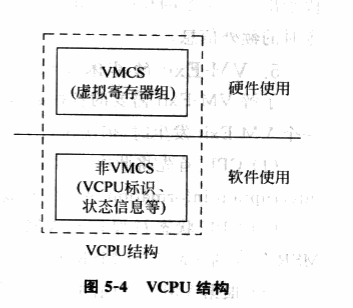 VMCS
(虚拟寄存器组)
硬件使用
非VMCS
(VCPU标识、
状态信息等)
软件使用
VCPU结构
图 5-4 VCPU 结构